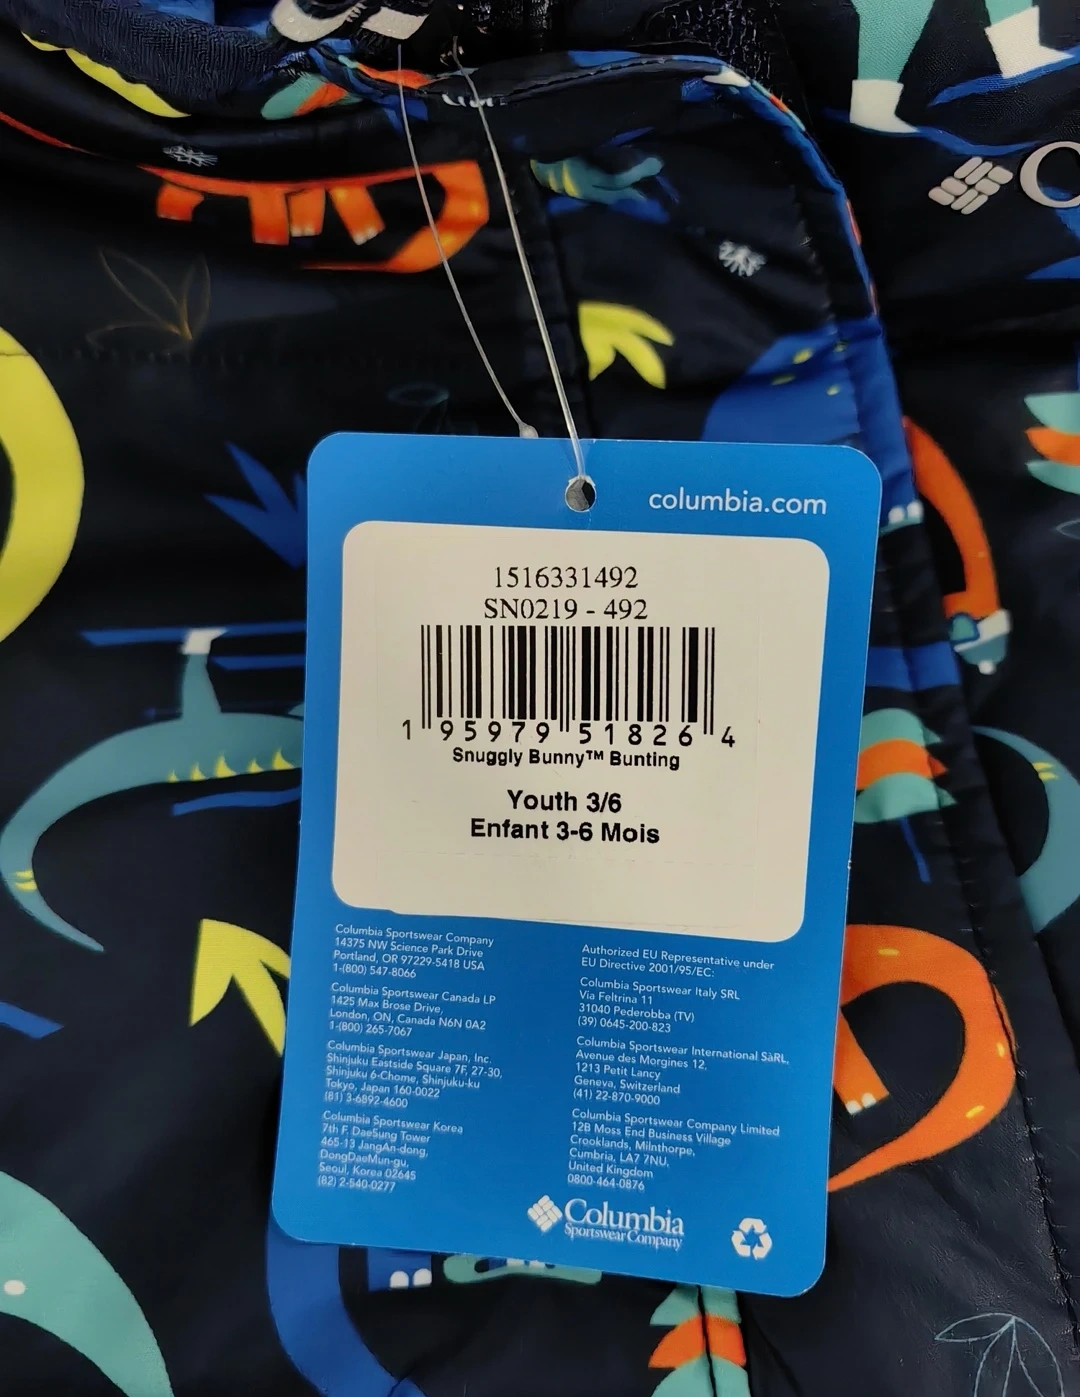 columbia.com
1516331492
SN0219 - 492
1 95979 51826 4
Snuggly Bunny™ Bunting
Youth 3/6
Enfant 3-6 Mois
Columbia Sportswear Company
14375 NW Science Park Drive
Portland, OR 97229-5418 USA
1-(800) 547-8066
Columbia Sportswear Canada LP
1425 Max Brose Drive,
London, ON, Canada N6N 0A2
1-(800) 265-7067
Columbia Sportswear Japan, Inc.
Shinjuku Eastside Square 7F, 27-30,
Shinjuku 6-Chome, Shinjuku-ku
Tokyo, Japan 160-0022
(81) 3-6892-4600
Columbia Sportswear Korea
7th F. DaeSung Tower
465-13 JangAn-dong,
DongDaeMun-gu,
Seoul, Korea 02645
(82) 2-540-0277
Authorized EU Representative under
EU Directive 2001/95/EC:
Columbia Sportswear Italy SRL
Via Feltrina 11
31040 Pederobba (TV)
(39) 0645-200-823
Columbia Sportswear International SàRL,
Avenue des Morgines 12,
1213 Petit Lancy
Geneva, Switzerland
(41) 22-870-9000
Columbia Sportswear Company Limited
12B Moss End Business Village
Crooklands, Milnthorpe,
Cumbria, LA7 7NU,
United Kingdom
0800-464-0876
Columbia
Sportswear Company